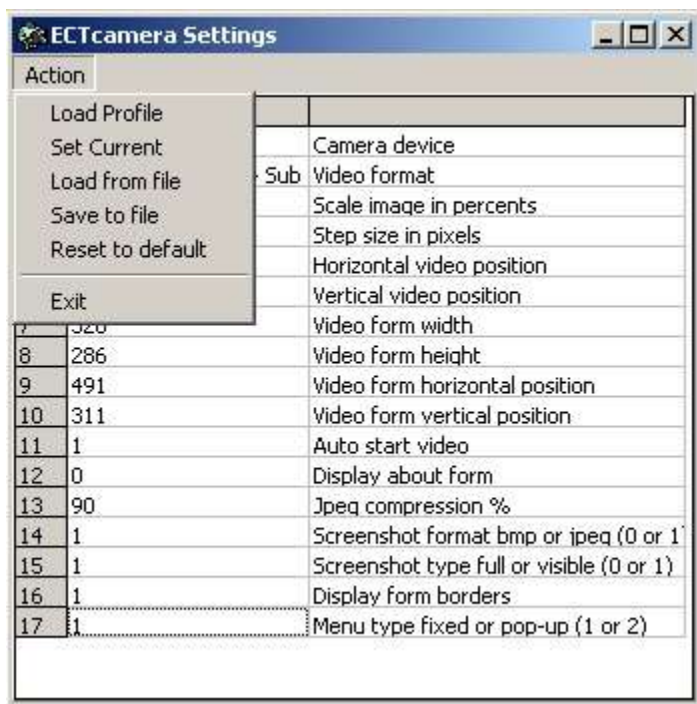 ECTcamera Settings
Action
Load Profile
Set Current
Load from file
Save to file
Reset to default
Exit
Camera device
Sub Video format
Scale image in percents
Step size in pixels
Horizontal video position
Vertical video position
Video form width
8 286 Video form height
9 491 Video form horizontal position
10 311 Video form vertical position
11 1 Auto start video
12 0 Display about form
13 90 Jpeg compression %
14 1 Screenshot format bmp or jpeg (0 or 1
15 1 Screenshot type full or visible (0 or 1)
16 1 Display form borders
17 1 Menu type fixed or pop-up (1 or 2)